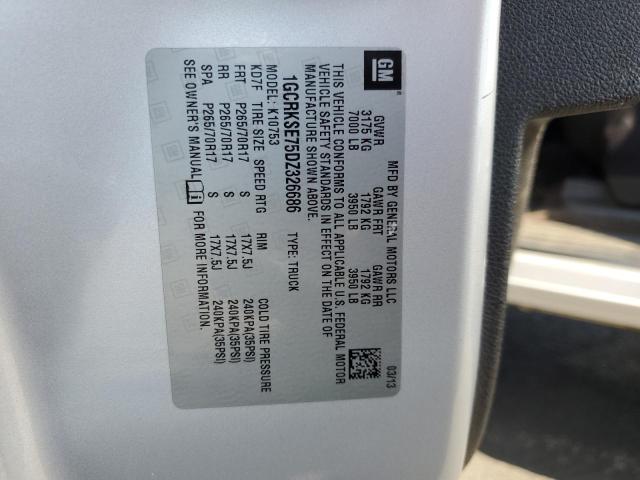 GM
MFD BY GENERAL MOTORS LLC 03/13
GVWR GAWR FRT GAWR RR
3175 KG 1792 KG 1792 KG
7000 LB 3950 LB 3950 LB
THIS VEHICLE CONFORMS TO ALL APPLICABLE U.S. FEDERAL MOTOR
VEHICLE SAFETY STANDARDS IN EFFECT ON THE DATE OF
MANUFACTURE SHOWN ABOVE.
1GCRKSE75DZ326686 TYPE: TRUCK
MODEL: K10753
KD7F TIRE SIZE SPEED RTG RIM COLD TIRE PRESSURE
FRT P265/70R17 S 17X7.5J 240KPA(35PSI)
RR P265/70R17 S 17X7.5J 240KPA(35PSI)
SPA P265/70R17 S 17X7.5J 240KPA(35PSI)
SEE OWNER'S MANUAL FOR MORE INFORMATION.